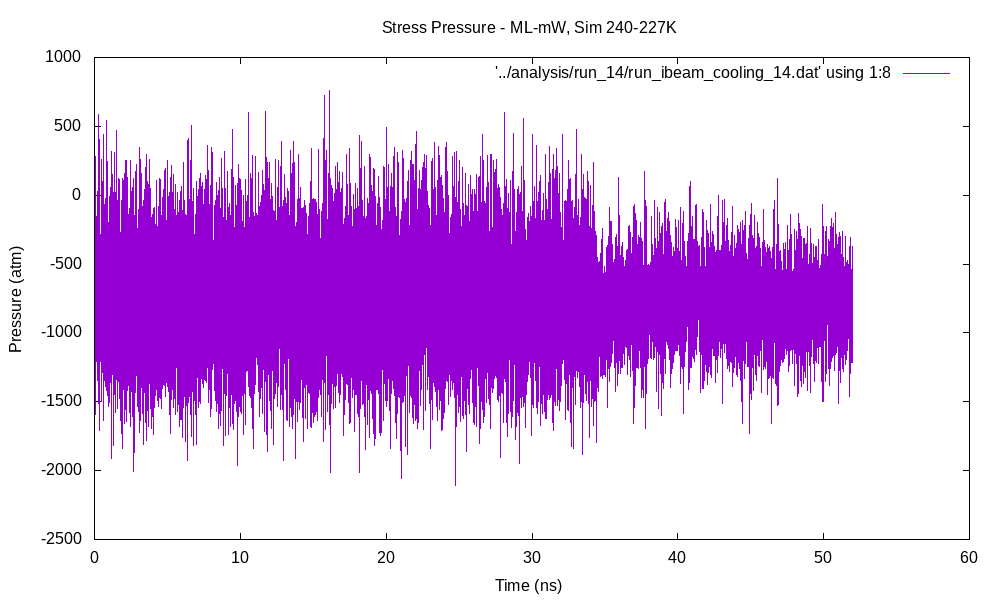 Stress Pressure - ML-mW, Sim 240-227K
'../analysis/run_14/run_ibeam_cooling_14.dat' using 1:8
1000
500
0
-500
-1000
-1500
-2000
-2500
Pressure (atm)
0 10 20 30 40 50 60
Time (ns)